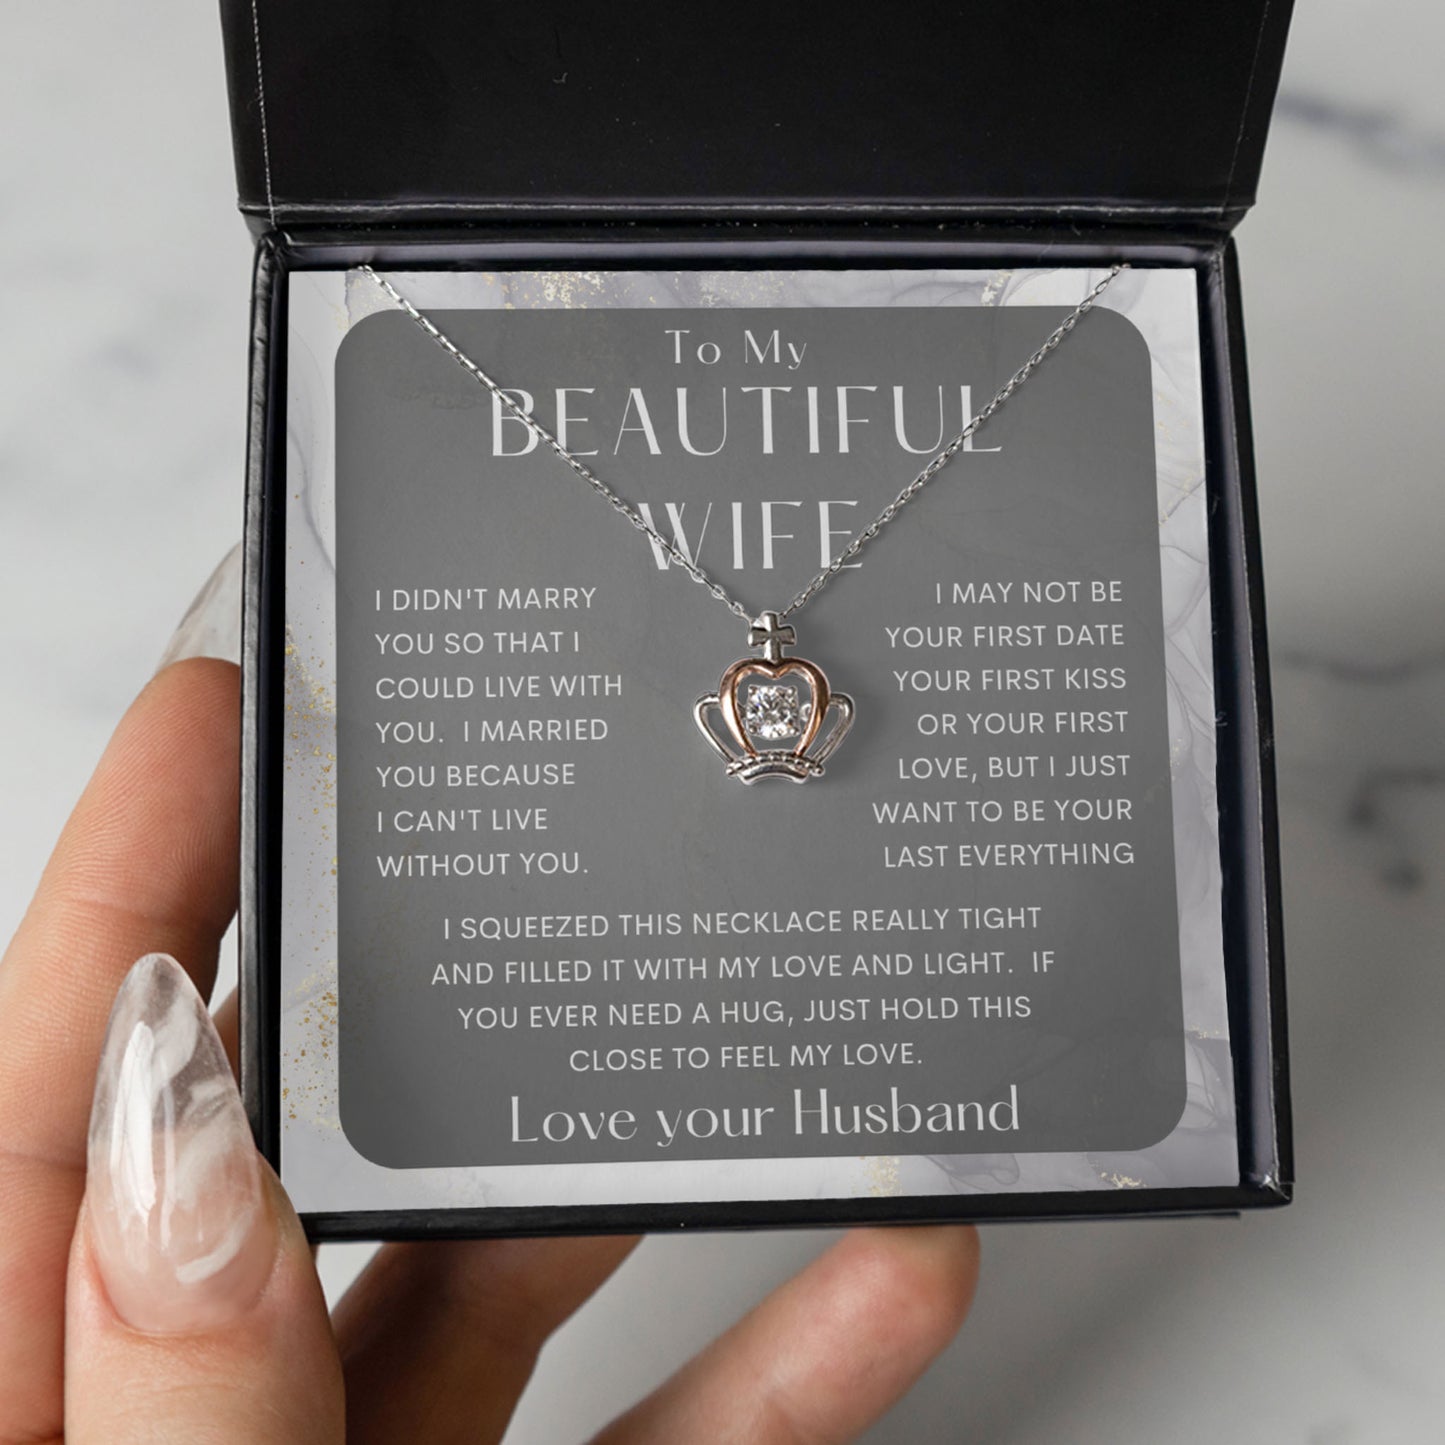 To My
BEAUTIFUL
WIFE
I DIDN'T MARRY
YOU SO THAT I
COULD LIVE WITH
YOU. I MARRIED
YOU BECAUSE
I CAN'T LIVE
WITHOUT YOU.
I MAY NOT BE
YOUR FIRST DATE
YOUR FIRST KISS
OR YOUR FIRST
LOVE, BUT I JUST
WANT TO BE YOUR
LAST EVERYTHING
I SQUEEZED THIS NECKLACE REALLY TIGHT
AND FILLED IT WITH MY LOVE AND LIGHT. IF
YOU EVER NEED A HUG, JUST HOLD THIS
CLOSE TO FEEL MY LOVE.
Love your Husband